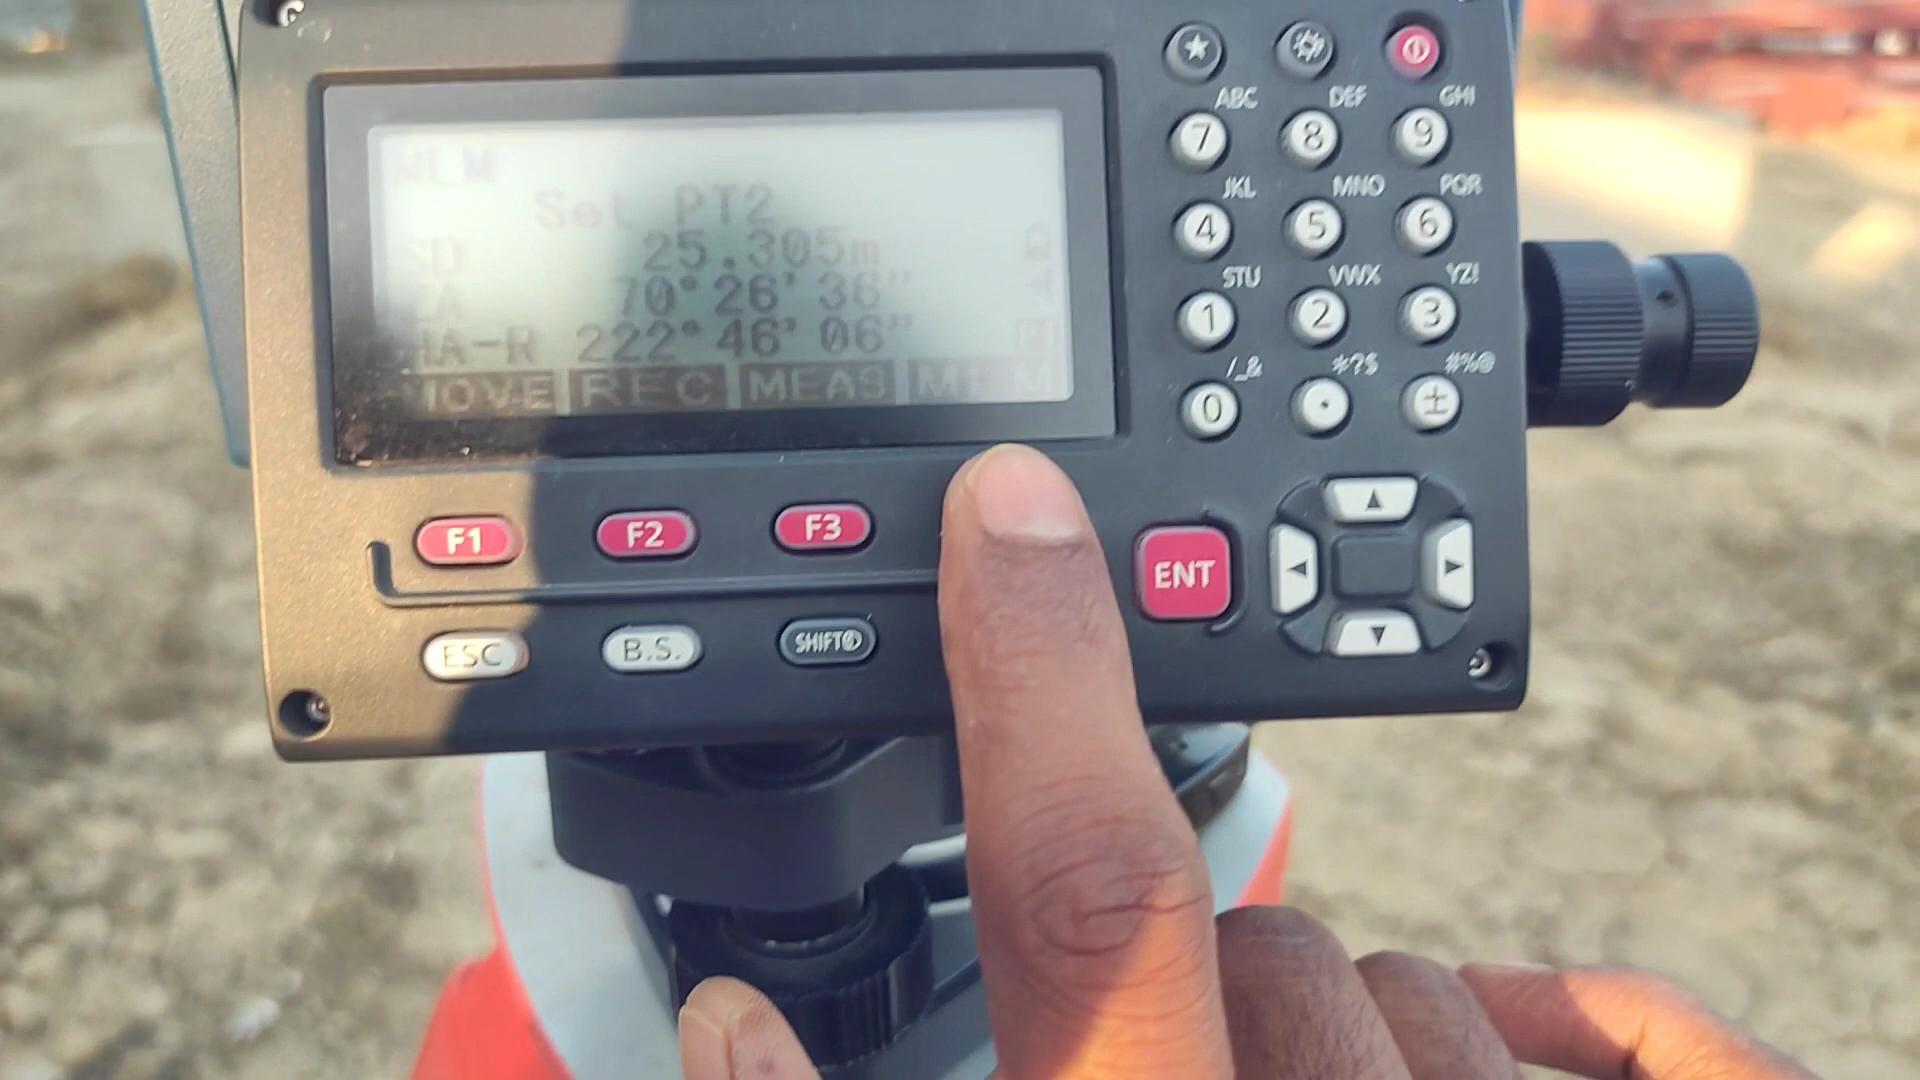 MLM
Set PT2
SD 25.305m
ZA 70°26'36"
HA-R 222°46'06"
MOVE REC MEAS MLM
ABC DEF GHI
7 8 9
JKL MNO PQR
4 5 6
STU VWX YZ!
1 2 3
/_& *?$ #%@
0 . ±
F1 F2 F3
ENT
ESC B.S. SHIFT